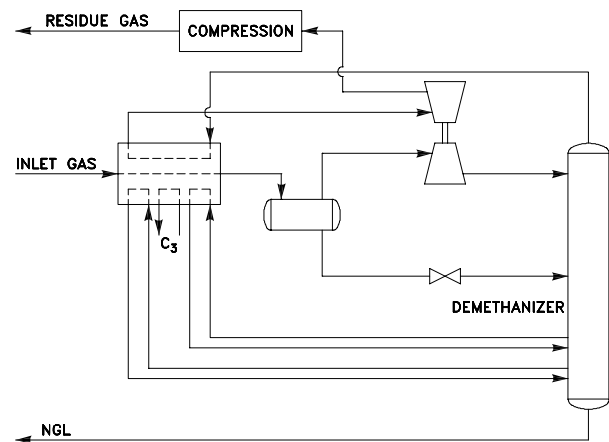 RESIDUE GAS
COMPRESSION
INLET GAS
C₃
DEMETHANIZER
NGL